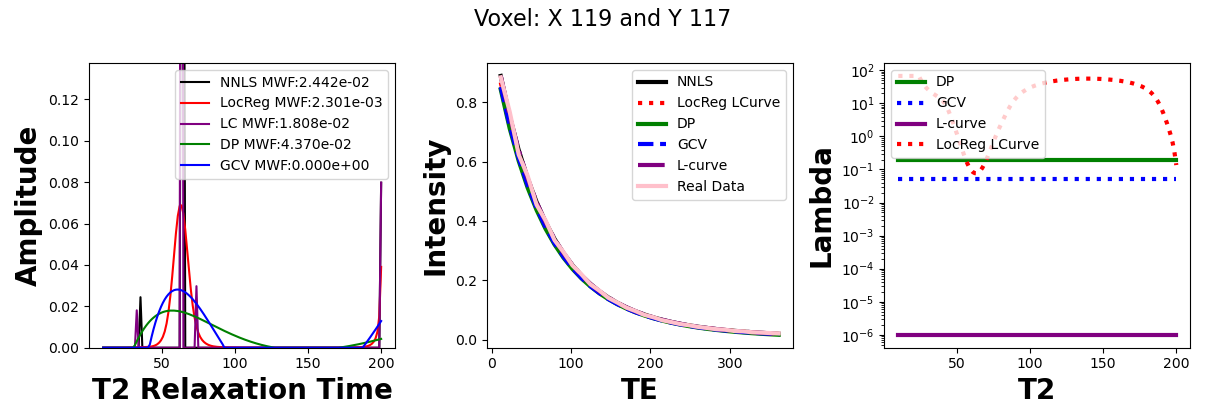 Voxel: X 119 and Y 117
Amplitude
0.12
0.10
0.08
0.06
0.04
0.02
0.00
NNLS MWF:2.442e-02
LocReg MWF:2.301e-03
LC MWF:1.808e-02
DP MWF:4.370e-02
GCV MWF:0.000e+00
50 100 150 200
T2 Relaxation Time
Intensity
0.8
0.6
0.4
0.2
0.0
NNLS
LocReg LCurve
DP
GCV
L-curve
Real Data
0 100 200 300
TE
Lambda
10^2
10^1
10^0
10^-1
10^-2
10^-3
10^-4
10^-5
10^-6
DP
GCV
L-curve
LocReg LCurve
50 100 150 200
T2